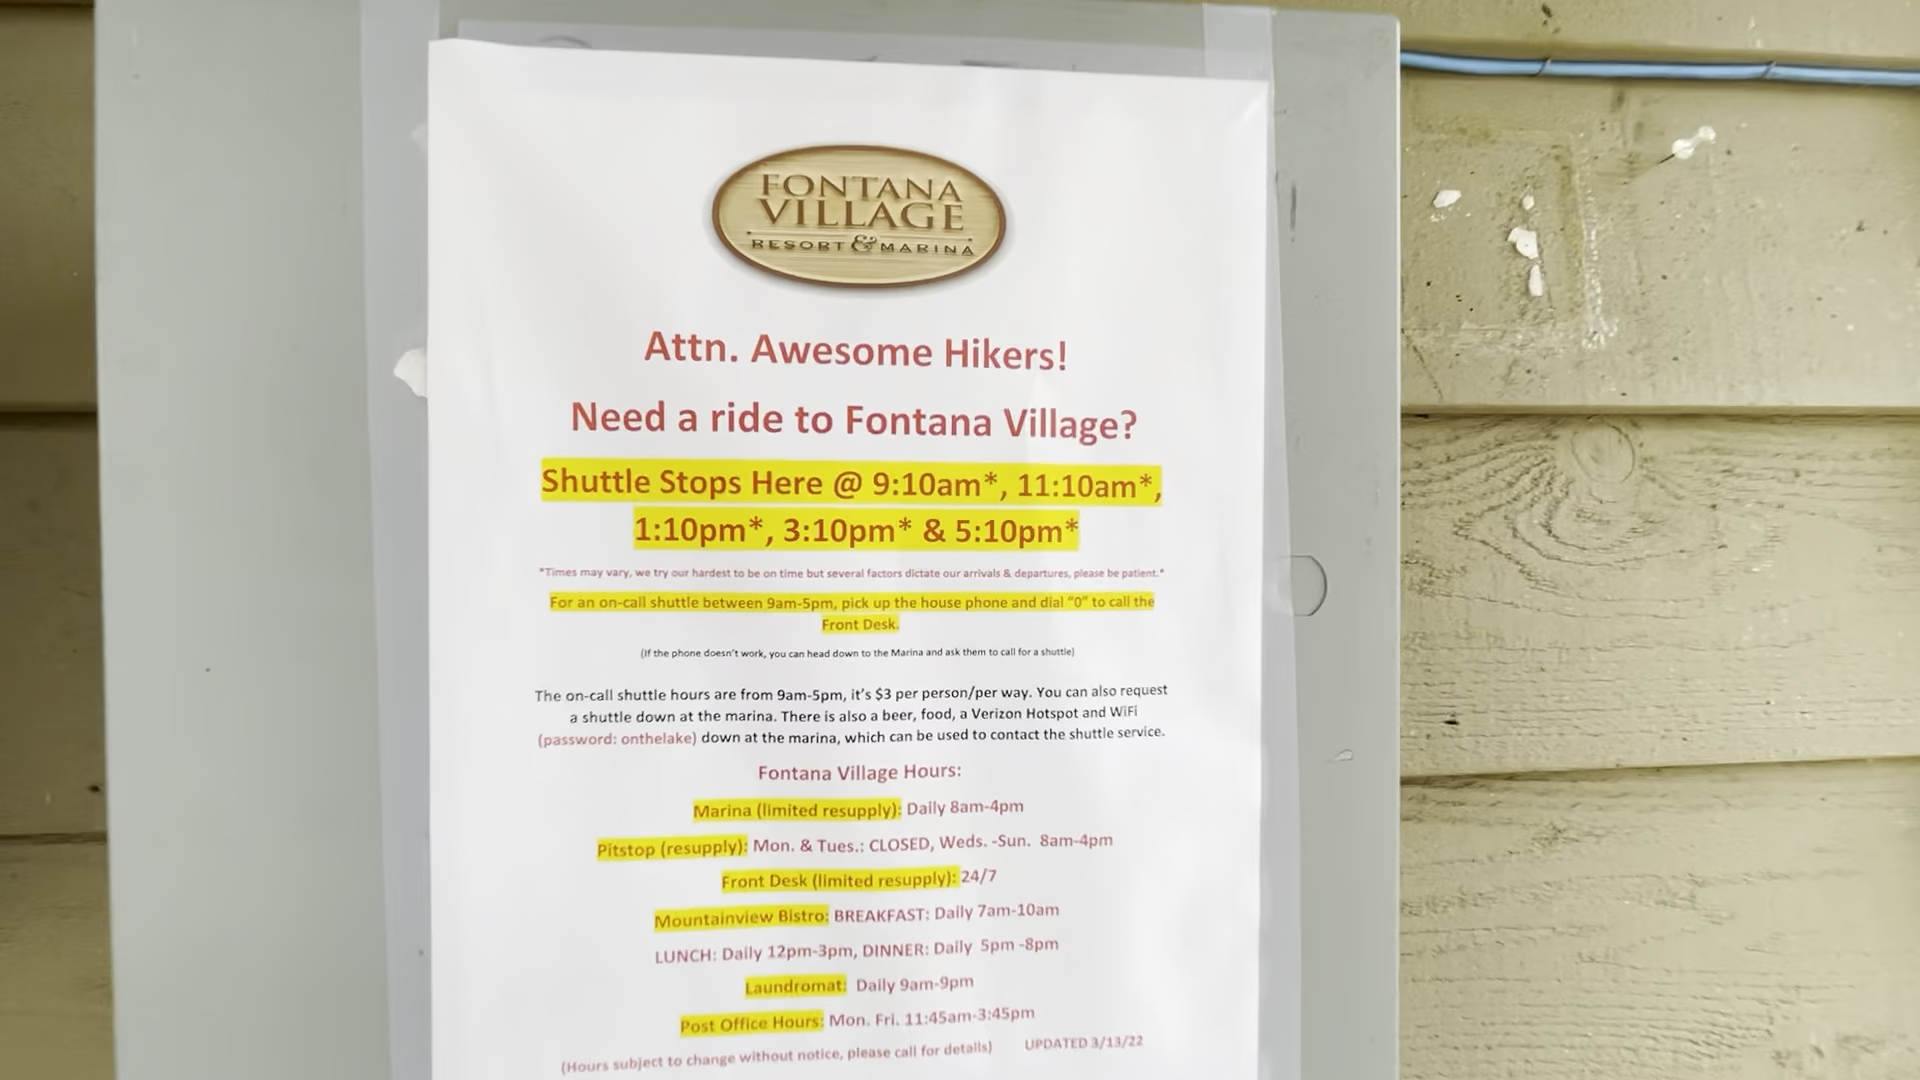 FONTANA
VILLAGE
RESORT & MARINA
Attn. Awesome Hikers!
Need a ride to Fontana Village?
Shuttle Stops Here @ 9:10am*, 11:10am*,
1:10pm*, 3:10pm* & 5:10pm*
*Times may vary, we try our hardest to be on time but several factors dictate our arrivals & departures, please be patient.*
For an on-call shuttle between 9am-5pm, pick up the house phone and dial “0” to call the
Front Desk.
(If the phone doesn’t work, you can head down to the Marina and ask them to call for a shuttle)
The on-call shuttle hours are from 9am-5pm, it’s $3 per person/per way. You can also request
a shuttle down at the marina. There is also a beer, food, a Verizon Hotspot and WiFi
(password: onthelake) down at the marina, which can be used to contact the shuttle service.
Fontana Village Hours:
Marina (limited resupply): Daily 8am-4pm
Pitstop (resupply): Mon. & Tues.: CLOSED, Weds. -Sun. 8am-4pm
Front Desk (limited resupply): 24/7
Mountainview Bistro: BREAKFAST: Daily 7am-10am
LUNCH: Daily 12pm-3pm, DINNER: Daily 5pm -8pm
Laundromat: Daily 9am-9pm
Post Office Hours: Mon. Fri. 11:45am-3:45pm
(Hours subject to change without notice, please call for details) UPDATED 3/13/22